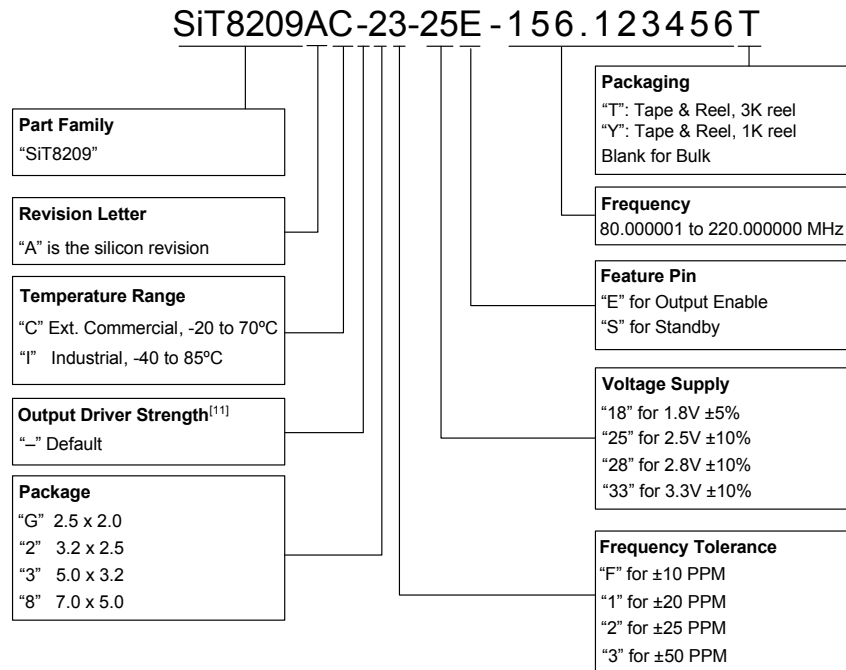 SiT8209AC-23-25E-156.123456T
Part Family
“SiT8209”
Revision Letter
“A” is the silicon revision
Temperature Range
“C” Ext. Commercial, -20 to 70ºC
“I” Industrial, -40 to 85ºC
Output Driver Strength[11]
“–” Default
Package
“G” 2.5 x 2.0
“2” 3.2 x 2.5
“3” 5.0 x 3.2
“8” 7.0 x 5.0
Packaging
“T”: Tape & Reel, 3K reel
“Y”: Tape & Reel, 1K reel
Blank for Bulk
Frequency
80.000001 to 220.000000 MHz
Feature Pin
“E” for Output Enable
“S” for Standby
Voltage Supply
“18” for 1.8V ±5%
“25” for 2.5V ±10%
“28” for 2.8V ±10%
“33” for 3.3V ±10%
Frequency Tolerance
“F” for ±10 PPM
“1” for ±20 PPM
“2” for ±25 PPM
“3” for ±50 PPM